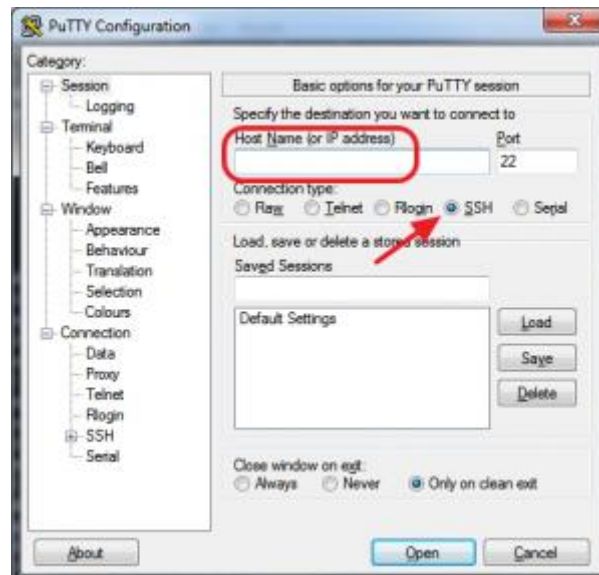 PuTTY Configuration
Category:
Session
Logging
Terminal
Keyboard
Bell
Features
Window
Appearance
Behaviour
Translation
Selection
Colours
Connection
Data
Proxy
Telnet
Rlogin
SSH
Serial
Basic options for your PuTTY session
Specify the destination you want to connect to
Host Name (or IP address) Port
22
Connection type:
Raw Telnet Rlogin SSH Serial
Load, save or delete a stored session
Saved Sessions
Default Settings
Load
Save
Delete
Close window on exit:
Always Never Only on clean exit
About Open Cancel